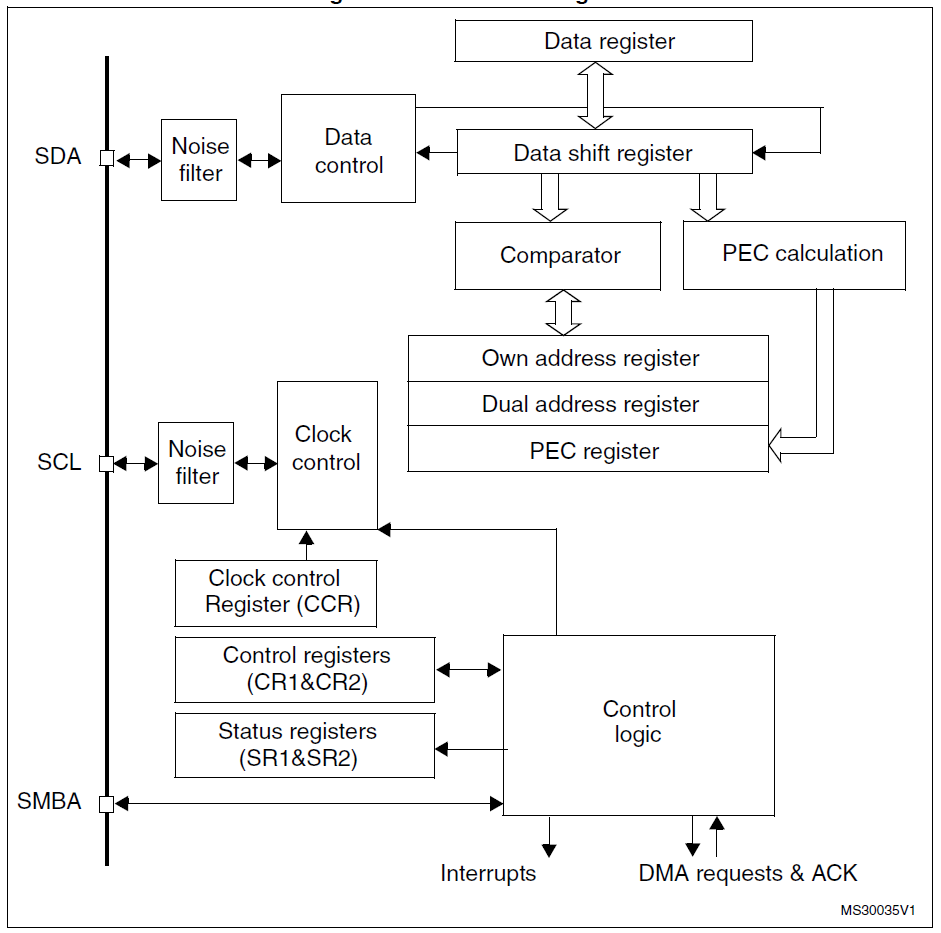 Data register
SDA
Noise
filter
Data
control
Data shift register
Comparator
PEC calculation
Own address register
Dual address register
PEC register
SCL
Noise
filter
Clock
control
Clock control
Register (CCR)
Control registers
(CR1&CR2)
Status registers
(SR1&SR2)
Control
logic
SMBA
Interrupts
DMA requests & ACK
MS30035V1